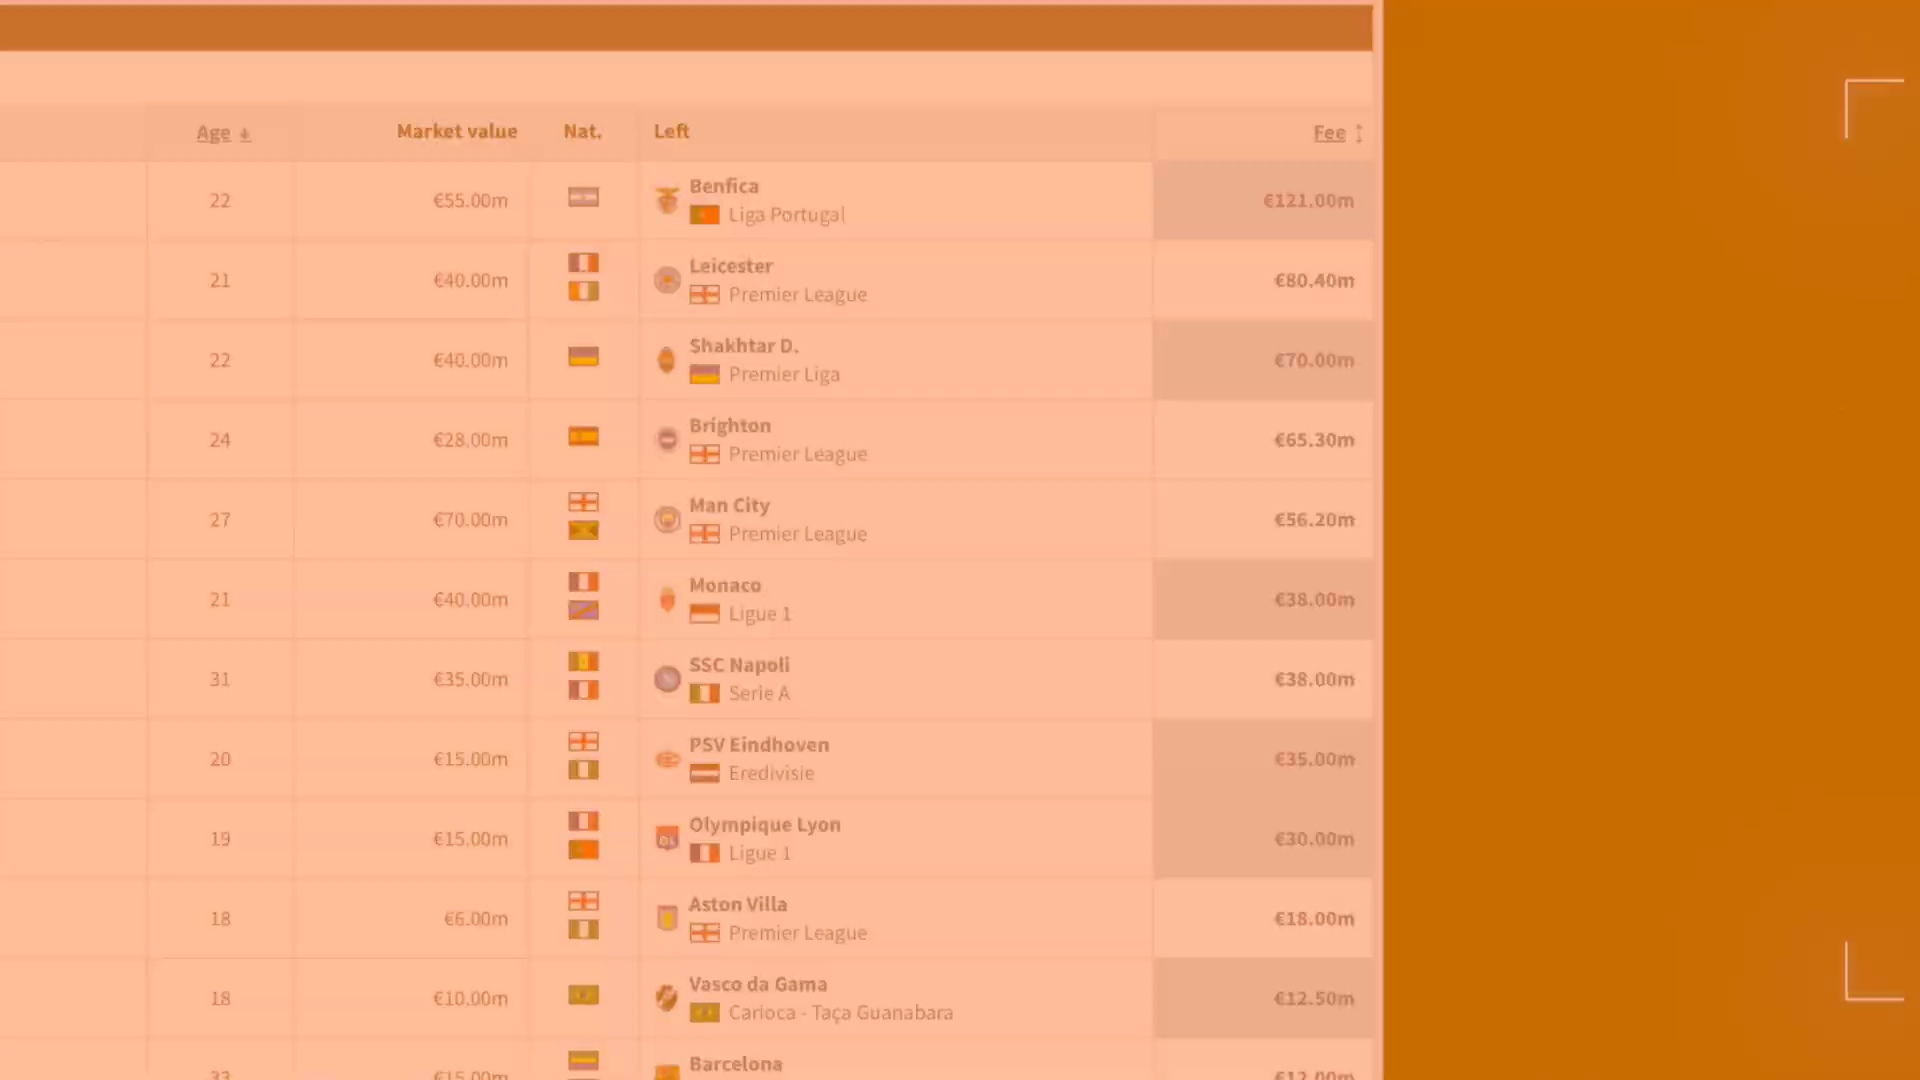 Age Market value Nat. Left Fee
22 €55.00m Benfica €121.00m
Liga Portugal
21 €40.00m Leicester €80.40m
Premier League
22 €40.00m Shakhtar D. €70.00m
Premier Liga
24 €28.00m Brighton €65.30m
Premier League
27 €70.00m Man City €56.20m
Premier League
21 €40.00m Monaco €38.00m
Ligue 1
31 €35.00m SSC Napoli €38.00m
Serie A
20 €15.00m PSV Eindhoven €35.00m
Eredivisie
19 €15.00m Olympique Lyon €30.00m
Ligue 1
18 €6.00m Aston Villa €18.00m
Premier League
18 €10.00m Vasco da Gama €12.50m
Carioca - Taça Guanabara
33 €15.00m Barcelona €12.00m